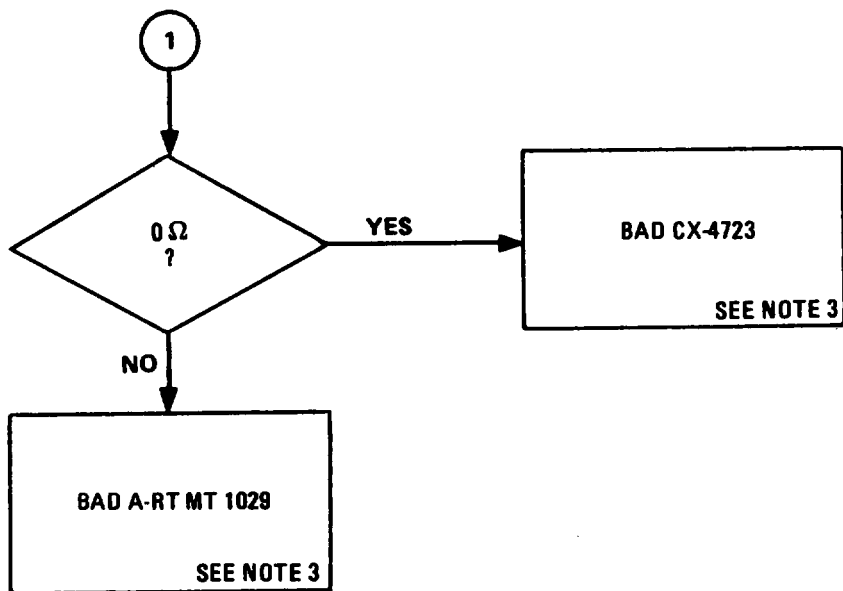 1
0 Ω
?
YES
BAD CX-4723
SEE NOTE 3
NO
BAD A-RT MT 1029
SEE NOTE 3